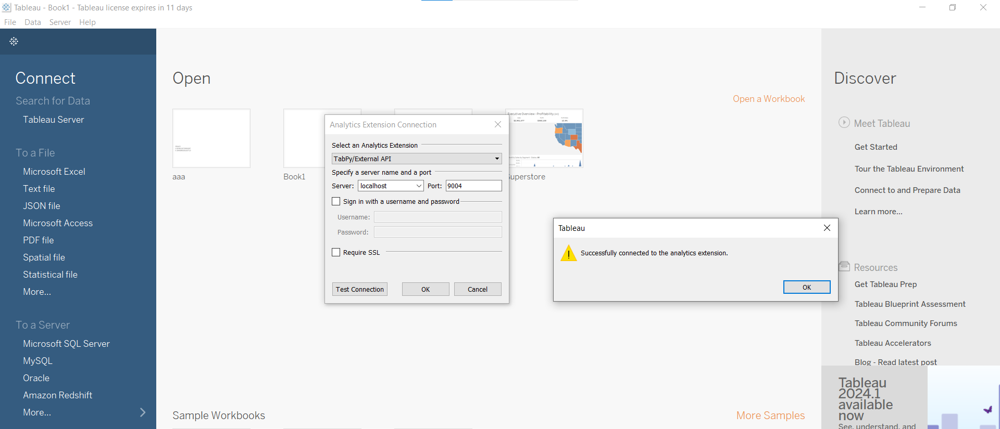 Tableau - Book1 - Tableau license expires in 11 days
File Data Server Help
Connect
Search for Data
Tableau Server
To a File
Microsoft Excel
Text file
JSON file
Microsoft Access
PDF file
Spatial file
Statistical file
More...
To a Server
Microsoft SQL Server
MySQL
Oracle
Amazon Redshift
More...
Open
Open a Workbook
aaa
Book1
Superstore
Executive Overview - Profitability (All)
Analytics Extension Connection
Select an Analytics Extension
TabPy/External API
Specify a server name and a port
Server: localhost Port: 9004
Sign in with a username and password
Username:
Password:
Require SSL
Test Connection OK Cancel
Tableau
Successfully connected to the analytics extension.
OK
Sample Workbooks
More Samples
Discover
Meet Tableau
Get Started
Tour the Tableau Environment
Connect to and Prepare Data
Learn more...
Resources
Get Tableau Prep
Tableau Blueprint Assessment
Tableau Community Forums
Tableau Accelerators
Blog - Read latest post
Tableau
2024.1
available
now
See, understand, and